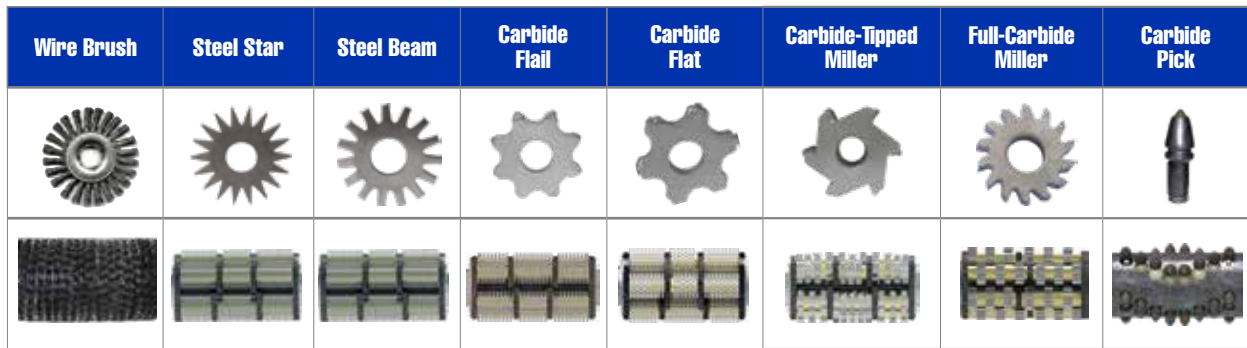 Wire Brush
Steel Star
Steel Beam
Carbide
Flail
Carbide
Flat
Carbide-Tipped
Miller
Full-Carbide
Miller
Carbide
Pick